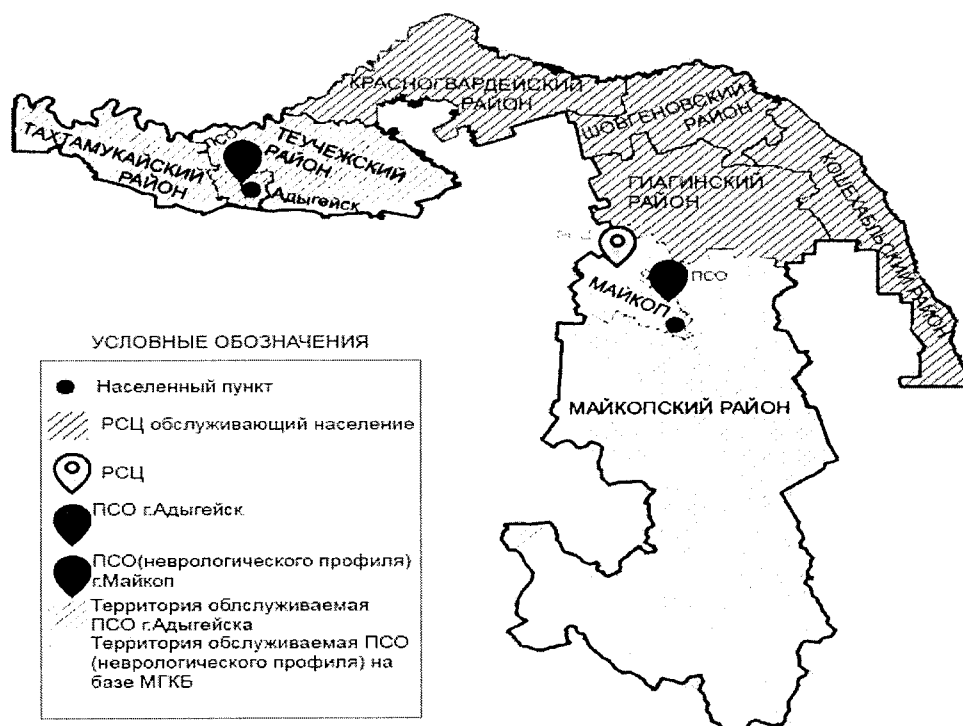 КРАСНОГВАРДЕЙСКИЙ
РАЙОН
ШОВГЕНОВСКИЙ
РАЙОН
КОШЕХАБЛЬСКИЙ РАЙОН
ТАХТАМУКАЙСКИЙ
РАЙОН
ПСО
ТЕУЧЕЖСКИЙ
РАЙОН
Адыгейск
ГИАГИНСКИЙ
РАЙОН
РСЦ
ПСО
МАЙКОП
МАЙКОПСКИЙ РАЙОН
УСЛОВНЫЕ ОБОЗНАЧЕНИЯ
Населенный пункт
РСЦ обслуживающий население
РСЦ
ПСО г.Адыгейск
ПСО(неврологического профиля)
г.Майкоп
Территория облслуживаемая
ПСО г.Адыгейска
Территория обслуживаемая ПСО
(неврологического профиля) на
базе МГКБ